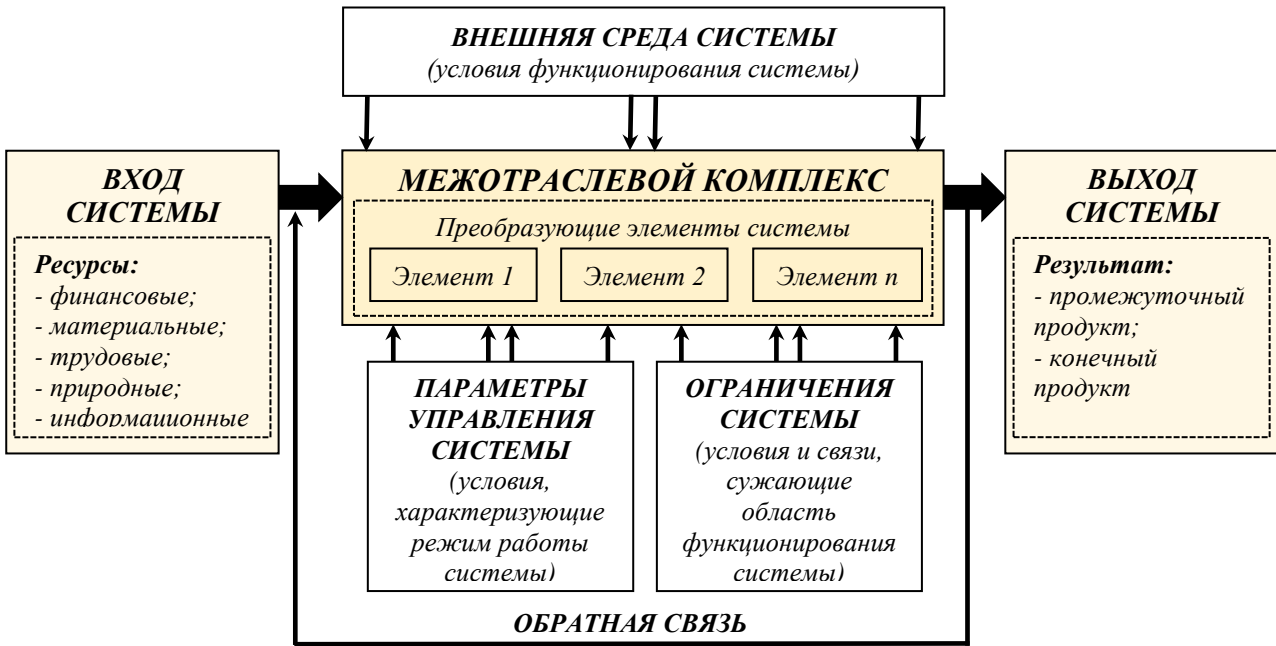 ВНЕШНЯЯ СРЕДА СИСТЕМЫ
(условия функционирования системы)
ВХОД
СИСТЕМЫ
Ресурсы:
- финансовые;
- материальные;
- трудовые;
- природные;
- информационные
МЕЖОТРАСЛЕВОЙ КОМПЛЕКС
Преобразующие элементы системы
Элемент 1
Элемент 2
Элемент n
ВЫХОД
СИСТЕМЫ
Результат:
- промежуточный
продукт;
- конечный
продукт
ПАРАМЕТРЫ
УПРАВЛЕНИЯ
СИСТЕМЫ
(условия,
характеризующие
режим работы
системы)
ОГРАНИЧЕНИЯ
СИСТЕМЫ
(условия и связи,
сужающие
область
функционирования
системы)
ОБРАТНАЯ СВЯЗЬ